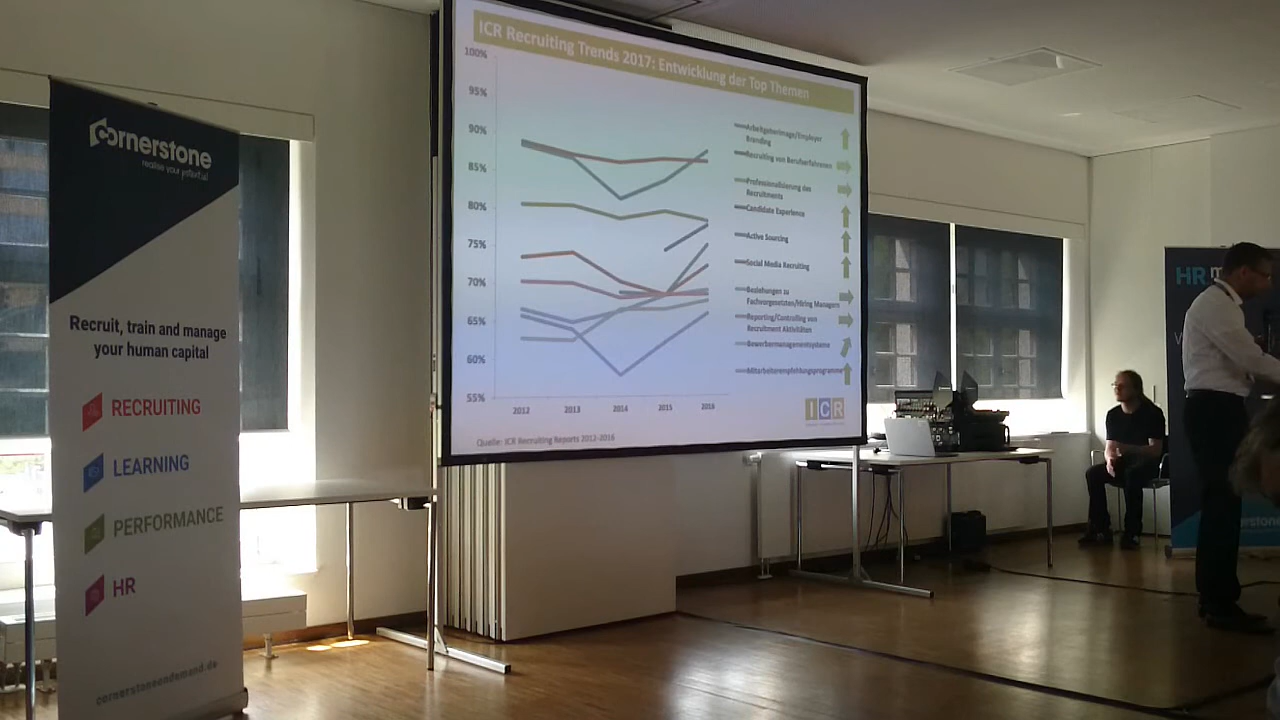 cornerstone
realise your potential
Recruit, train and manage
your human capital
RECRUITING
LEARNING
PERFORMANCE
HR
cornerstoneondemand.de
ICR Recruiting Trends 2017: Entwicklung der Top Themen
100%
95%
90%
85%
80%
75%
70%
65%
60%
55%
2012
2013
2014
2015
2016
Arbeitgeberimage/Employer
Branding
Recruiting von Berufserfahrenen
Professionalisierung des
Recruitments
Candidate Experience
Active Sourcing
Social Media Recruiting
Beziehungen zu
Fachvorgesetzten/Hiring Managern
Reporting/Controlling von
Recruitment Aktivitäten
Bewerbermanagementsysteme
Mitarbeiterempfehlungsprogramme
ICR
Quelle: ICR Recruiting Reports 2012-2016
HR